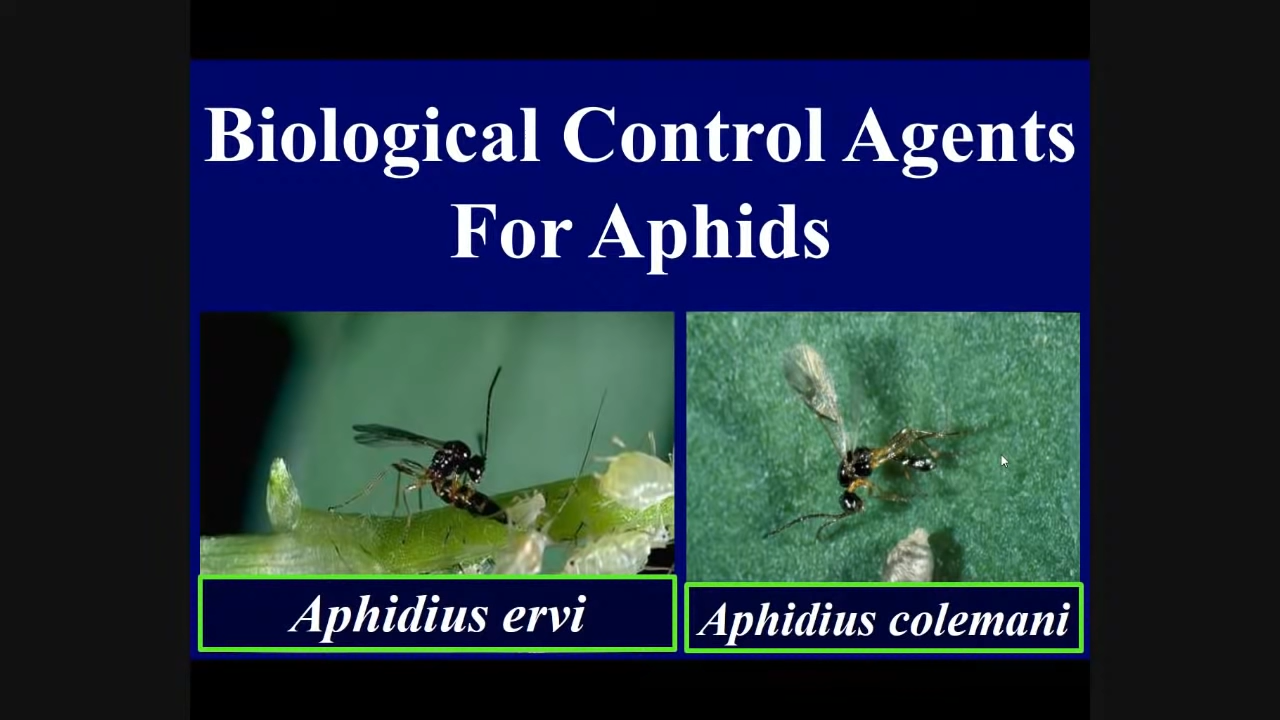 Biological Control Agents
For Aphids
Aphidius ervi
Aphidius colemani